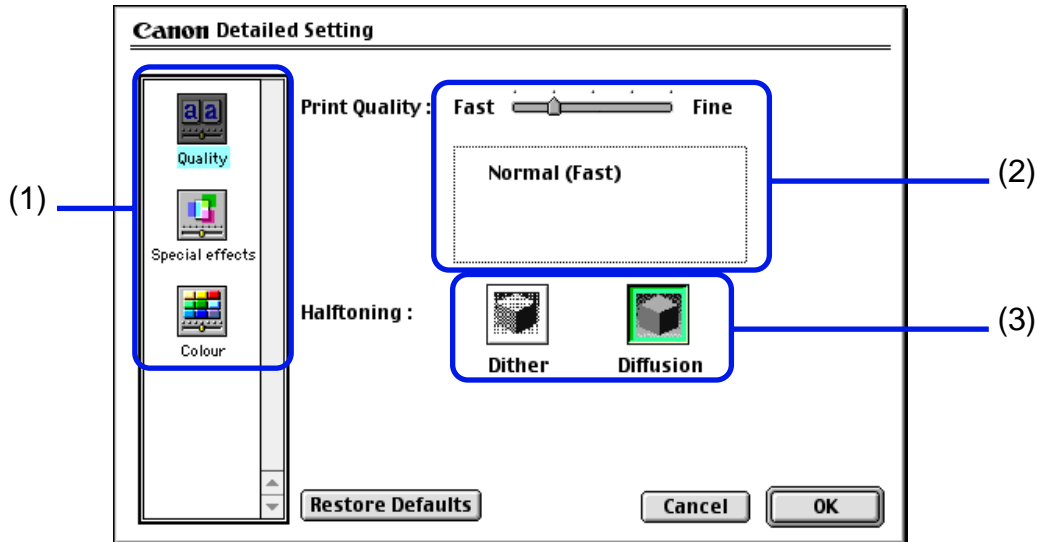 Canon Detailed Setting
(1)
aa
Quality
Special effects
Colour
Print Quality : Fast Fine
Normal (Fast)
(2)
Halftoning :
Dither Diffusion
(3)
Restore Defaults Cancel OK